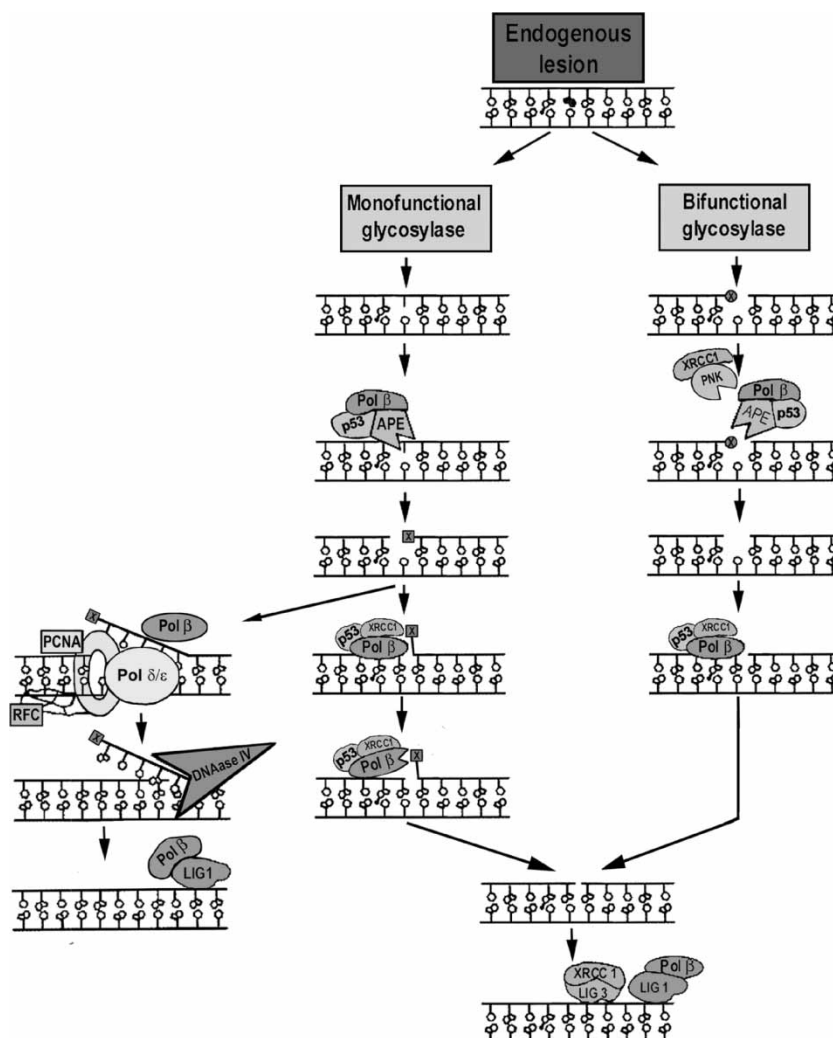 Endogenous
lesion
Monofunctional
glycosylase
Bifunctional
glycosylase
X
XRCC1
PNK
Pol β
p53
APE
Pol β
APE
p53
X
X
X
Pol β
PCNA
Pol δ/ε
RFC
p53
XRCC1
X
Pol β
p53
XRCC1
Pol β
X
DNAase IV
p53
XRCC1
Pol β
X
Pol β
LIG1
XRCC 1
LIG 3
Pol β
LIG 1